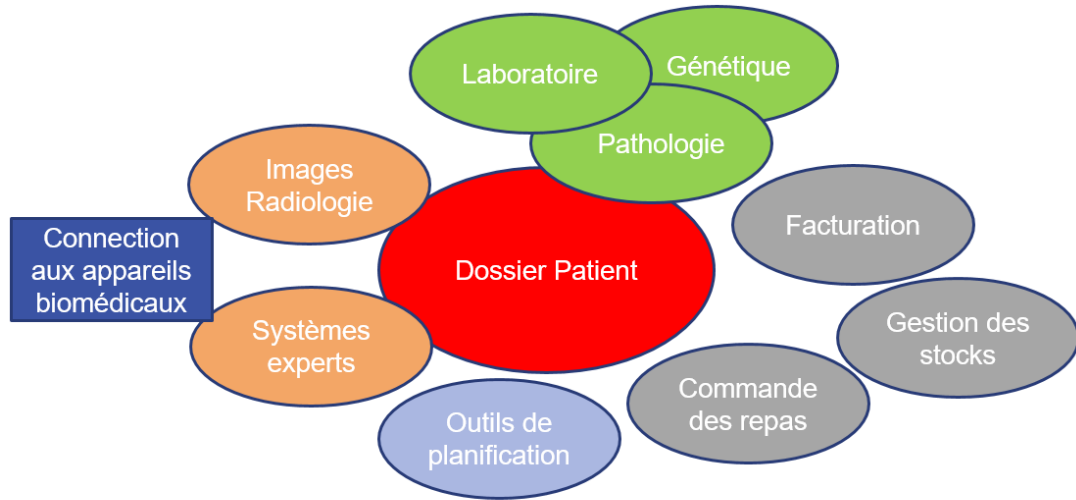 Laboratoire
Génétique
Pathologie
Images
Radiologie
Connection
aux appareils
biomédicaux
Dossier Patient
Facturation
Systèmes
experts
Gestion des
stocks
Outils de
planification
Commande
des repas